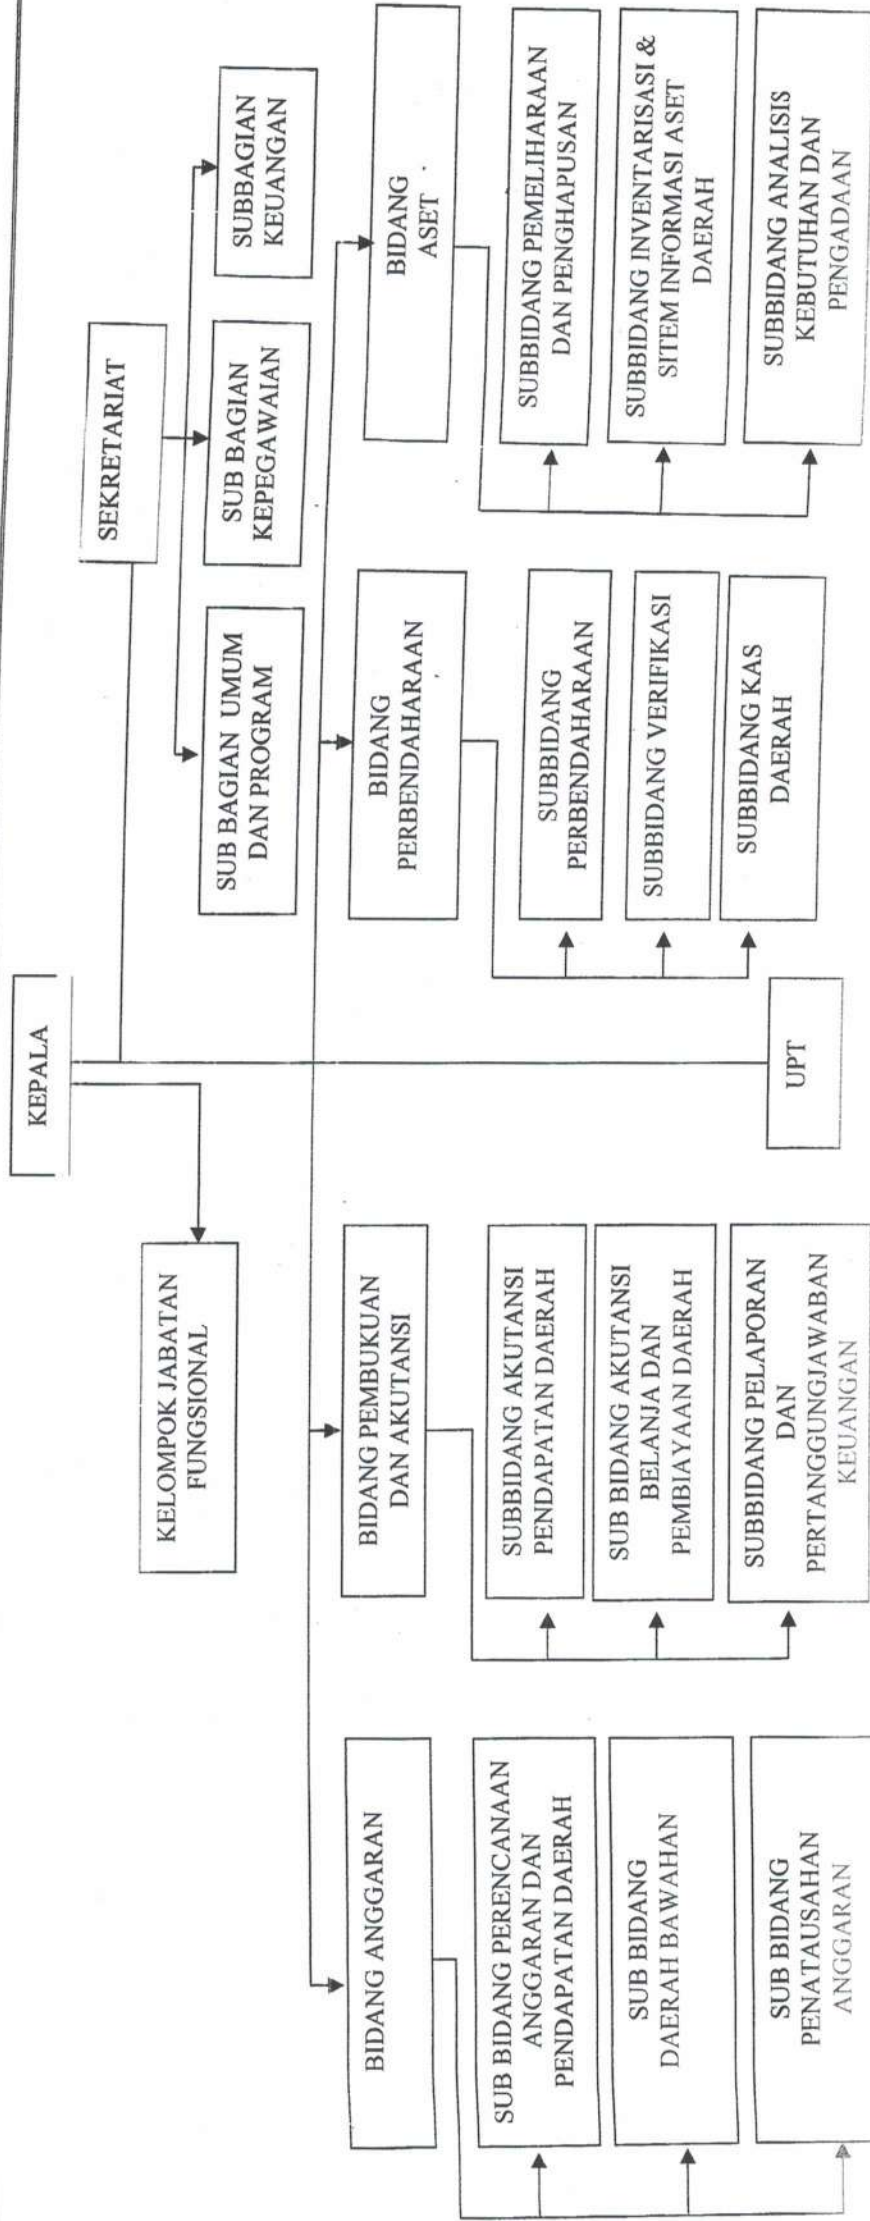 KEPALA
SEKRETARIAT
KELOMPOK JABATAN
FUNGSIONAL
SUB BAGIAN UMUM
DAN PROGRAM
SUB BAGIAN
KEPEGAWAIAN
SUBBAGIAN
KEUANGAN
BIDANG ANGGARAN
BIDANG PEMBUKUAN
DAN AKUTANSI
BIDANG
PERBENDAHARAAN
BIDANG
ASET
SUB BIDANG PERENCANAAN
ANGGARAN DAN
PENDAPATAN DAERAH
SUB BIDANG
DAERAH BAWAHAN
SUB BIDANG
PENATAUSAHAN
ANGGARAN
SUBBIDANG AKUTANSI
PENDAPATAN DAERAH
SUB BIDANG AKUTANSI
BELANJA DAN
PEMBIAYAAN DAERAH
SUBBIDANG PELAPORAN
DAN
PERTANGGUNGJAWABAN
KEUANGAN
UPT
SUBBIDANG
PERBENDAHARAAN
SUBBIDANG VERIFIKASI
SUBBIDANG KAS
DAERAH
SUBBIDANG PEMELIHARAAN
DAN PENGHAPUSAN
SUBBIDANG INVENTARISASI &
SITEM INFORMASI ASET
DAERAH
SUBBIDANG ANALISIS
KEBUTUHAN DAN
PENGADAAN